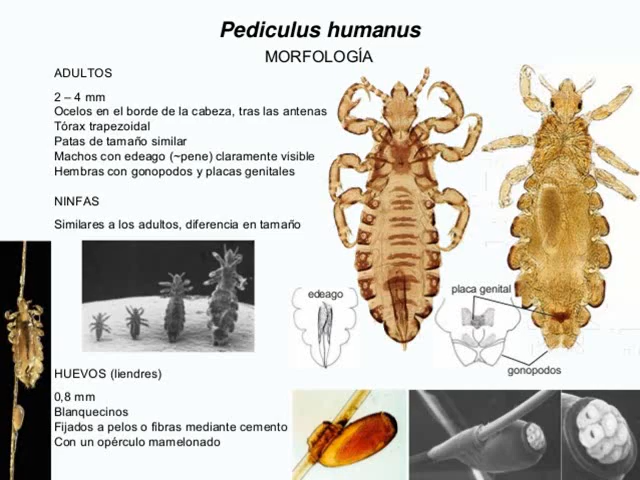 Pediculus humanus
MORFOLOGÍA
ADULTOS
2 – 4 mm
Ocelos en el borde de la cabeza, tras las antenas
Tórax trapezoidal
Patas de tamaño similar
Machos con edeago (~pene) claramente visible
Hembras con gonopodos y placas genitales
NINFAS
Similares a los adultos, diferencia en tamaño
edeago
placa genital
gonopodos
HUEVOS (liendres)
0,8 mm
Blanquecinos
Fijados a pelos o fibras mediante cemento
Con un opérculo mamelonado